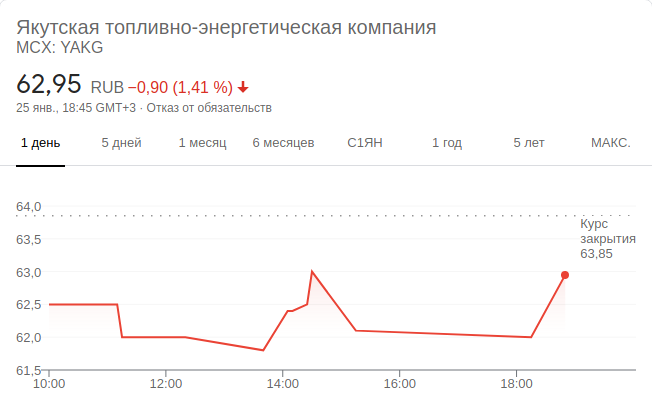 Якутская топливно-энергетическая компания
MCX: YAKG
62,95 RUB −0,90 (1,41 %)
25 янв., 18:45 GMT+3 · Отказ от обязательств
1 день 5 дней 1 месяц 6 месяцев С1ЯН 1 год 5 лет МАКС.
64,0
Курс
63,5 закрытия
63,85
63,0
62,5
62,0
61,5
10:00 12:00 14:00 16:00 18:00